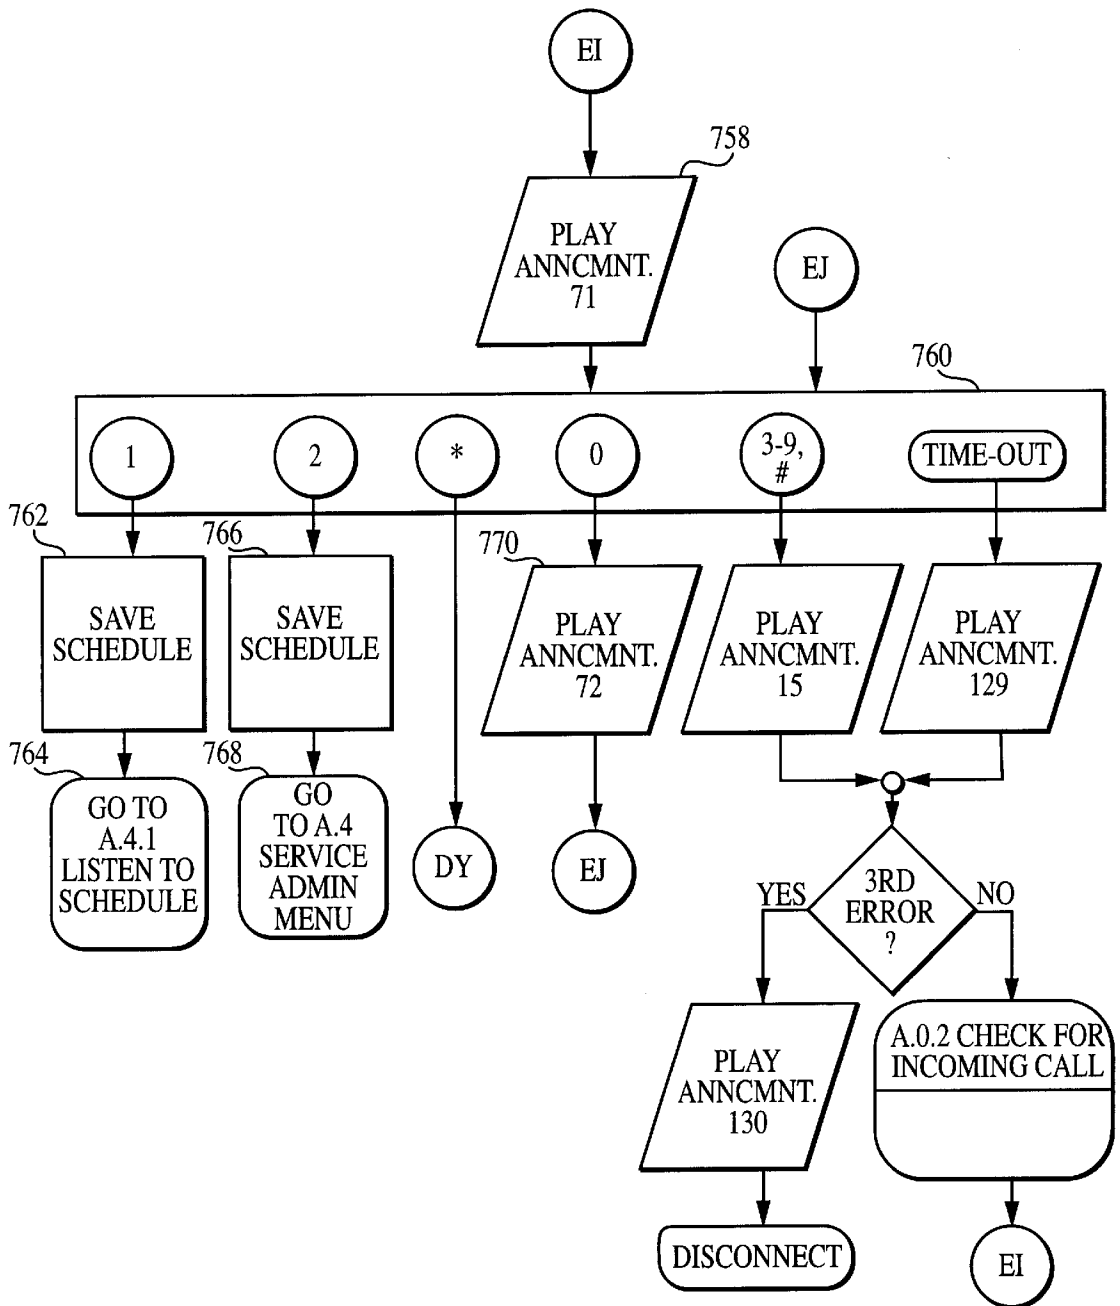 EI
758
PLAY
ANNCMNT.
71
EJ
760
1
2
*
0
3-9,
#
TIME-OUT
762
SAVE
SCHEDULE
766
SAVE
SCHEDULE
770
PLAY
ANNCMNT.
72
PLAY
ANNCMNT.
15
PLAY
ANNCMNT.
129
764
GO TO
A.4.1
LISTEN TO
SCHEDULE
768
GO
TO A.4
SERVICE
ADMIN
MENU
DY
EJ
YES
3RD
ERROR
?
NO
PLAY
ANNCMNT.
130
A.0.2 CHECK FOR
INCOMING CALL
DISCONNECT
EI